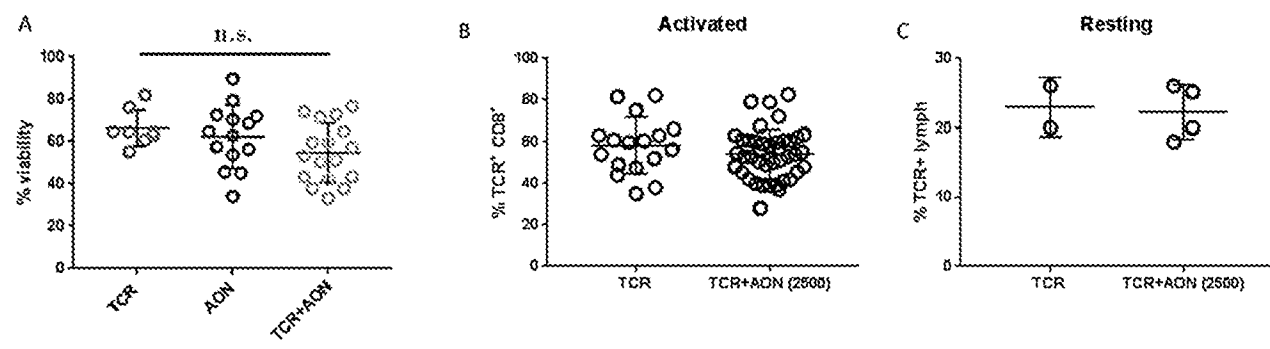 A
n.s.
100
80
60
40
20
0
% viability
TCR
AON
TCR+AON
B
Activated
100
80
60
40
20
0
% TCR⁺ CD8⁺
TCR
TCR+AON (2500)
C
Resting
30
20
10
0
% TCR+ lymph
TCR
TCR+AON (2500)